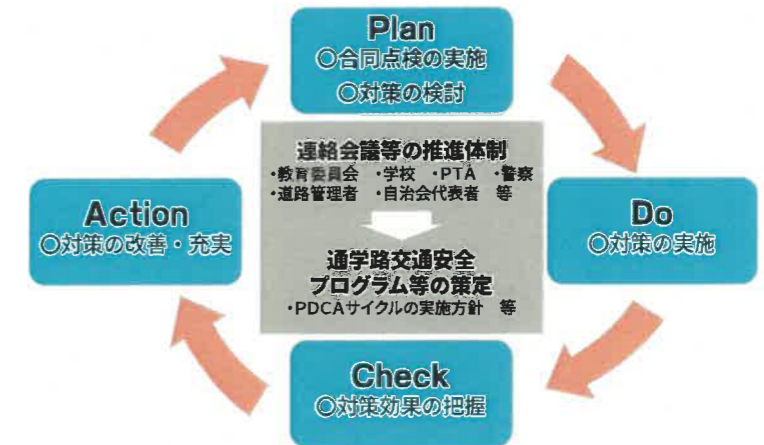 Plan
○合同点検の実施
○対策の検討
連絡会議等の推進体制
・教育委員会 ・学校 ・PTA ・警察
・道路管理者 ・自治会代表者 等
Action
○対策の改善・充実
Do
○対策の実施
通学路交通安全
プログラム等の策定
・PDCAサイクルの実施方針 等
Check
○対策効果の把握